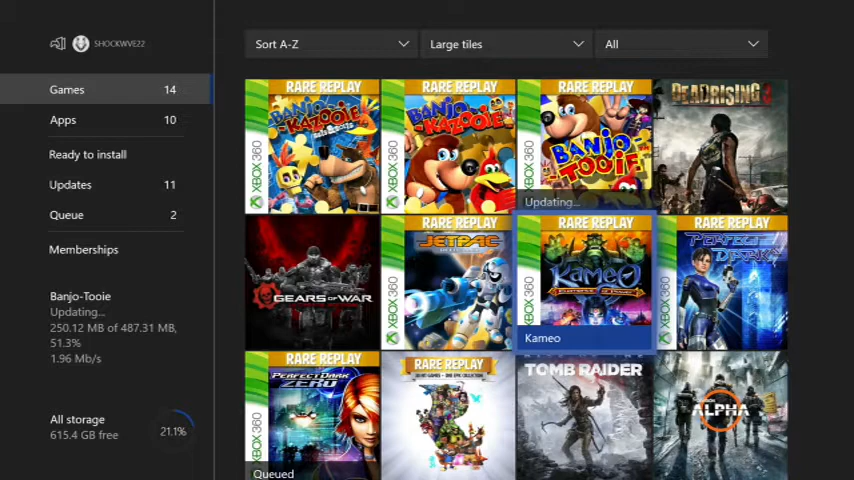 SHOCKWVE22
Sort A-Z
Large tiles
All
Games 14
Apps 10
Ready to install
Updates 11
Queue 2
Memberships
Banjo-Tooie
Updating...
250.12 MB of 487.31 MB,
51.3%
1.96 Mb/s
All storage
615.4 GB free
21.1%
RARE REPLAY
XBOX 360
BANJO-KAZOOIE
RARE REPLAY
XBOX 360
BANJO-KAZOOIE
RARE REPLAY
XBOX 360
BANJO-TOOIE
Updating...
DEADRISING 3
GEARS OF WAR
RARE REPLAY
XBOX 360
JETPAC
RARE REPLAY
XBOX 360
Kameo
Kameo
RARE REPLAY
XBOX 360
PERFECT DARK
RARE REPLAY
XBOX 360
PERFECT DARK
ZERO
Queued
RARE REPLAY
TOMB RAIDER
ALPHA